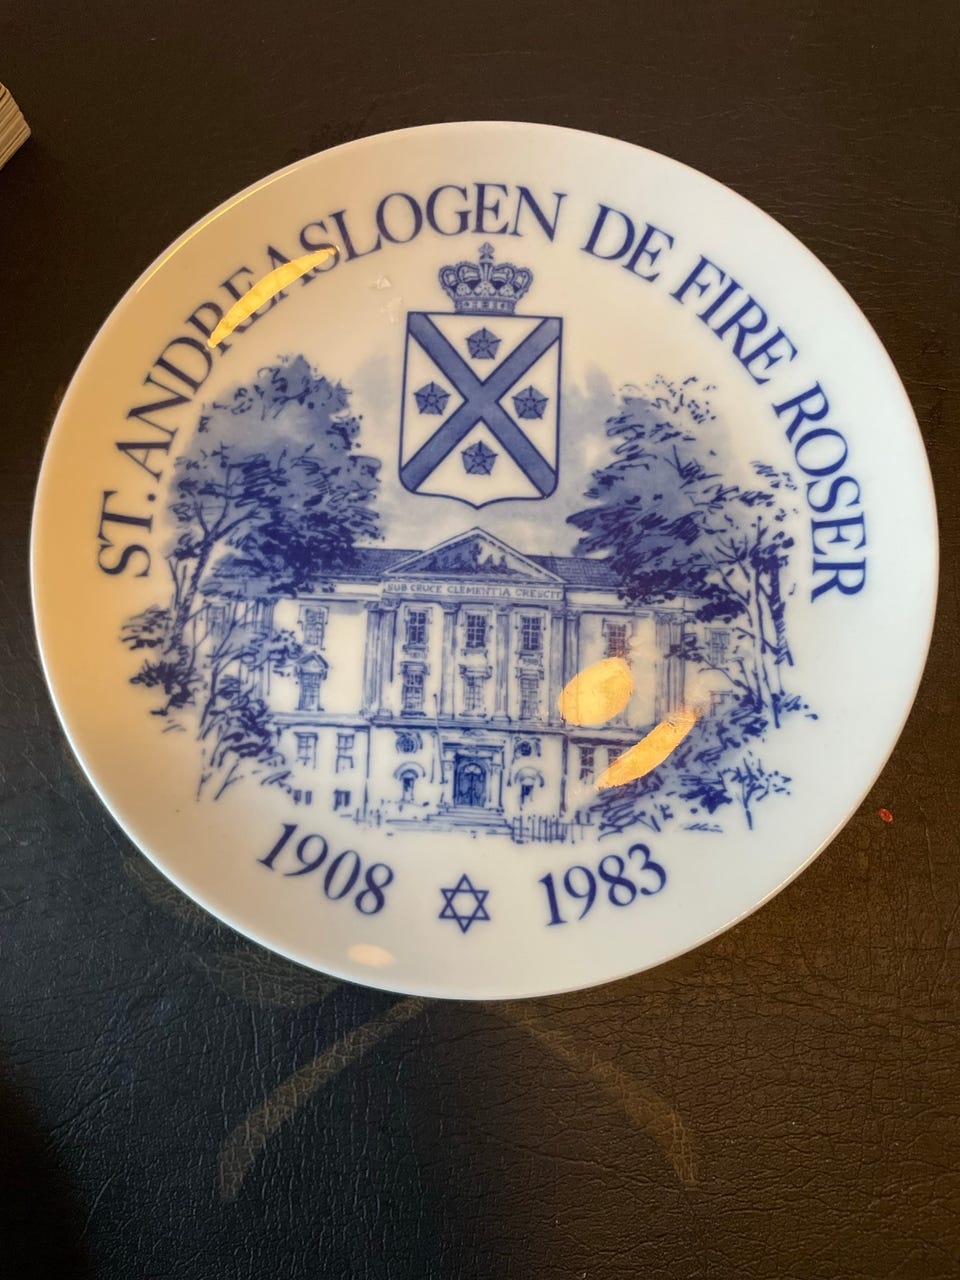 ST. ANDREASLOGEN DE FIRE ROSER
SUB CRUCE CLEMENTIA CRESCIT
1908 1983